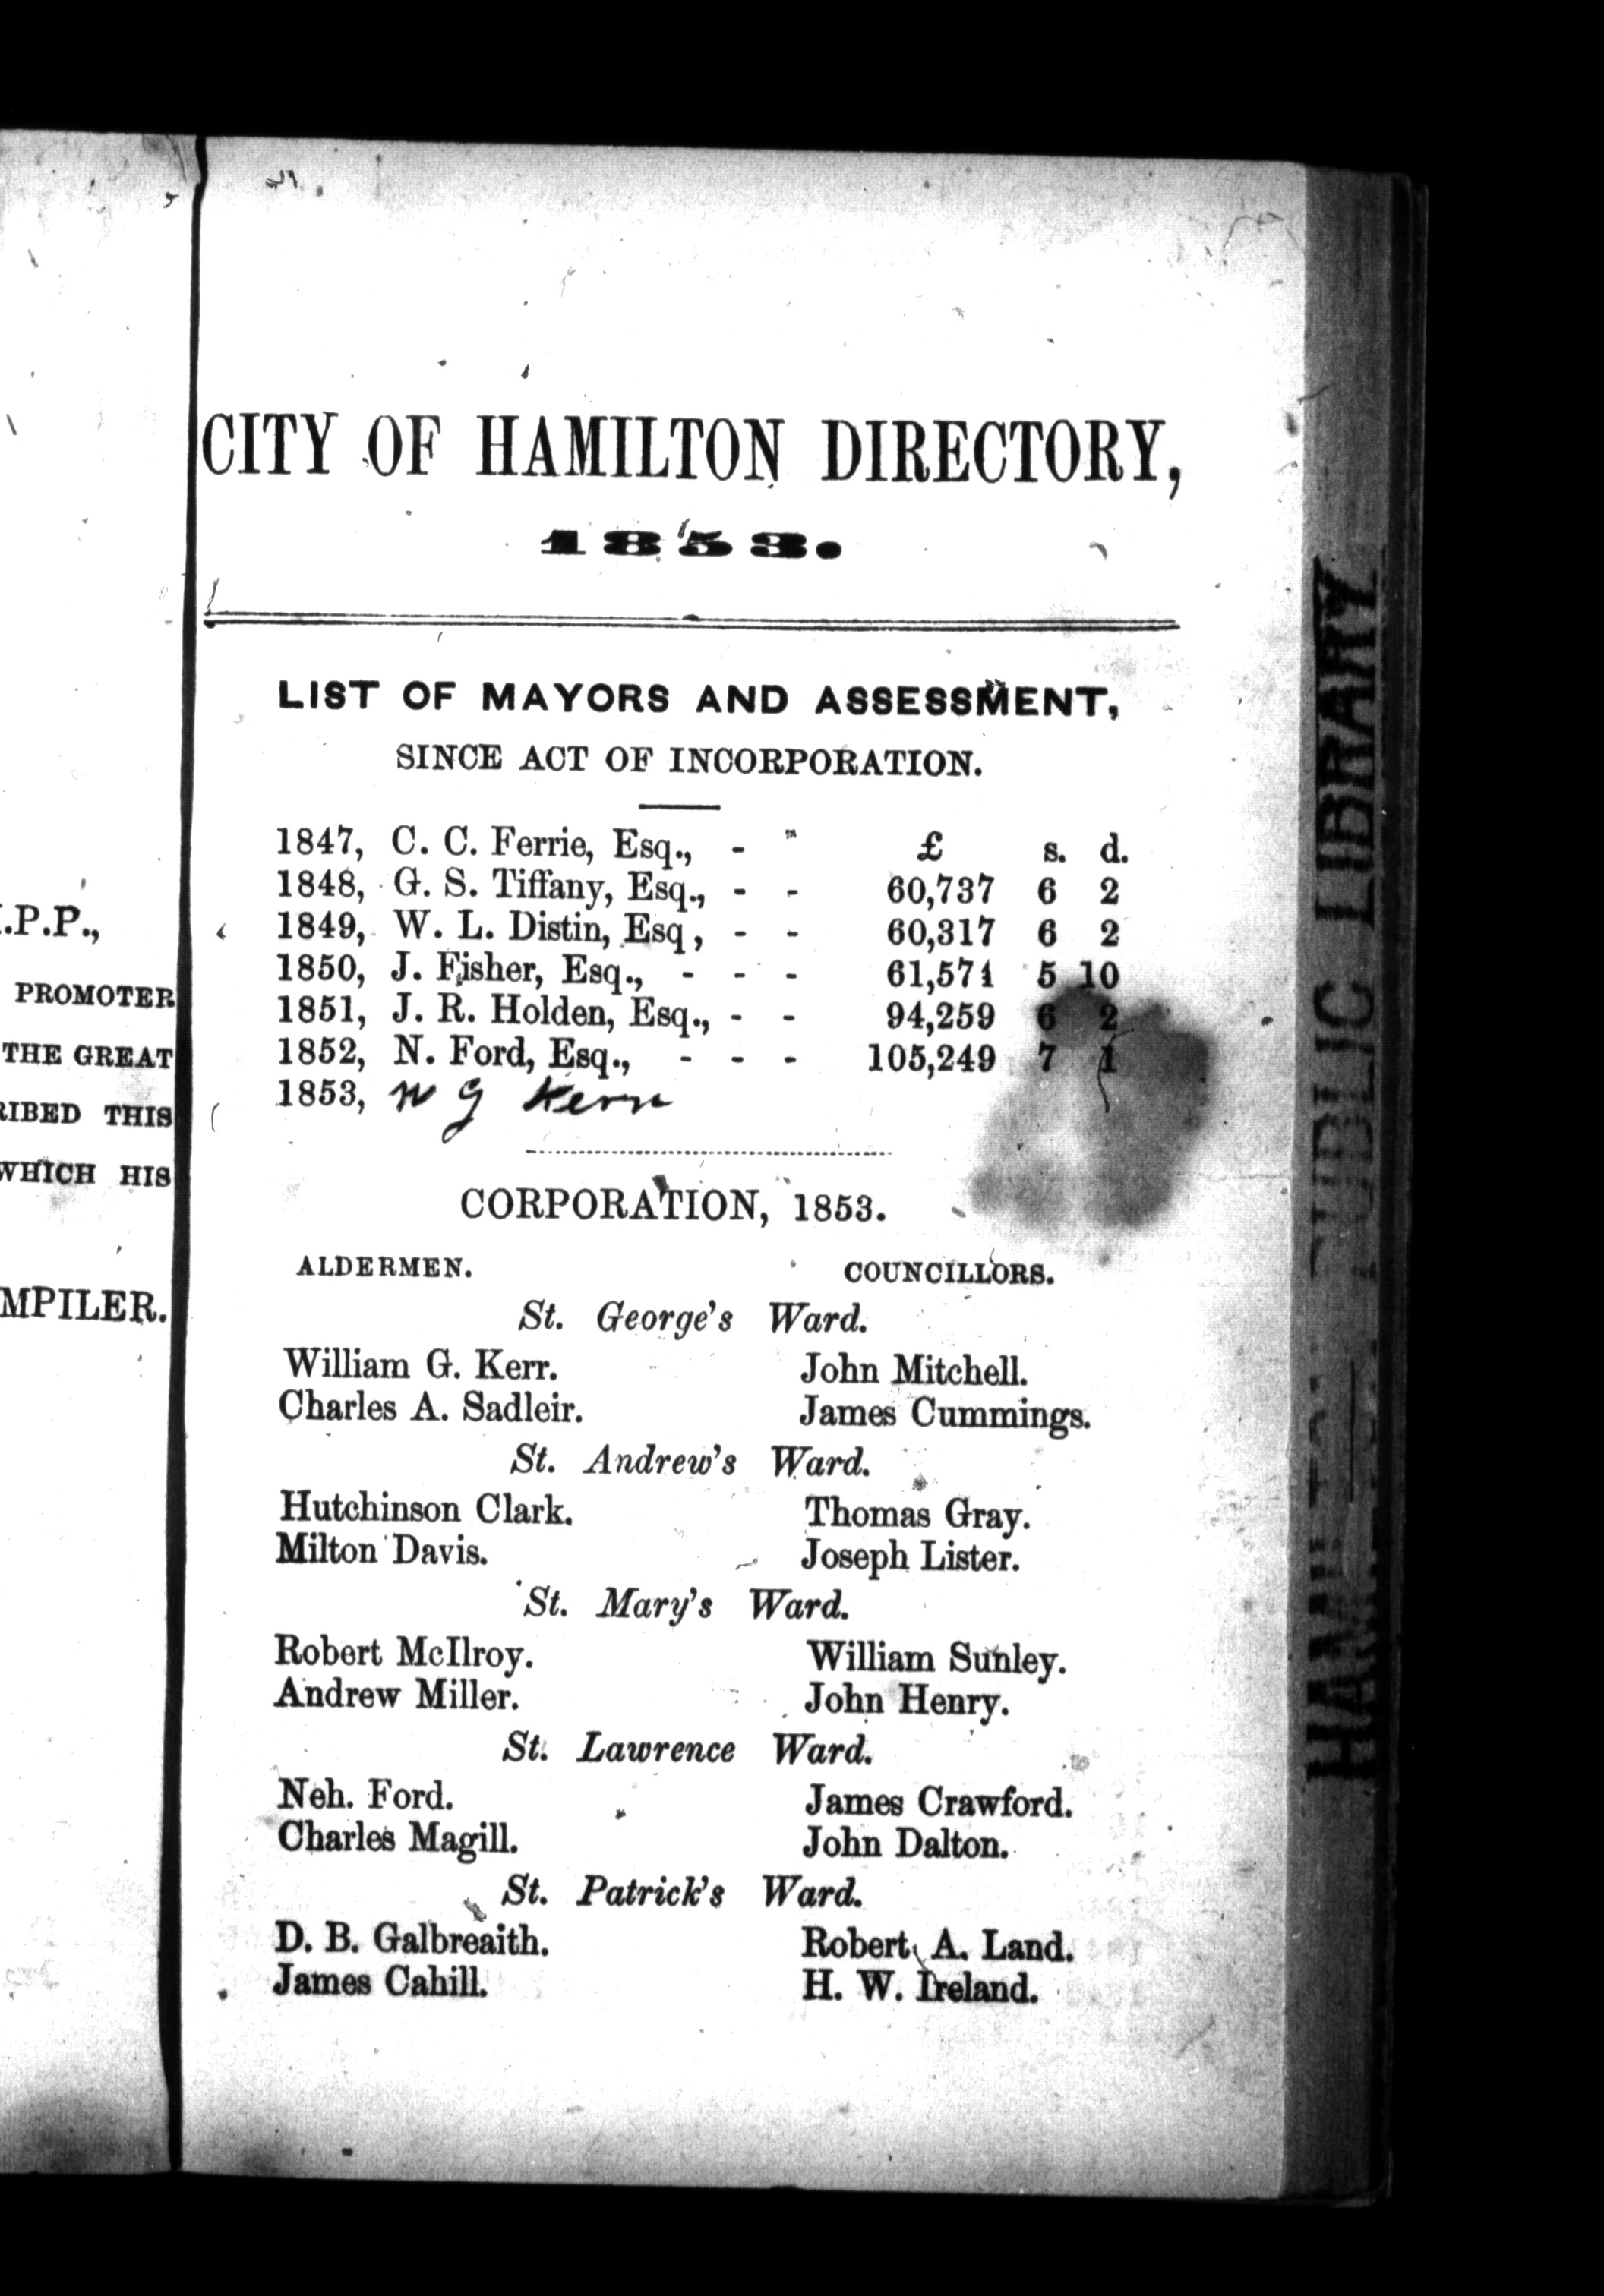 .P.P.,
PROMOTER
THE GREAT
RIBED THIS
WHICH HIS
MPILER.
CITY OF HAMILTON DIRECTORY,
1853.
LIST OF MAYORS AND ASSESSMENT,
SINCE ACT OF INCORPORATION.
1847, C. C. Ferrie, Esq., - - £ s. d.
1848, G. S. Tiffany, Esq., - - 60,737 6 2
1849, W. L. Distin, Esq, - - 60,317 6 2
1850, J. Fisher, Esq., - - - 61,574 5 10
1851, J. R. Holden, Esq., - - 94,259 6 2
1852, N. Ford, Esq., - - - 105,249 7 1
1853, W G Kerr
CORPORATION, 1853.
ALDERMEN. COUNCILLORS.
St. George's Ward.
William G. Kerr. John Mitchell.
Charles A. Sadleir. James Cummings.
St. Andrew's Ward.
Hutchinson Clark. Thomas Gray.
Milton Davis. Joseph Lister.
St. Mary's Ward.
Robert McIlroy. William Sunley.
Andrew Miller. John Henry.
St. Lawrence Ward.
Neh. Ford. James Crawford.
Charles Magill. John Dalton.
St. Patrick's Ward.
D. B. Galbreaith. Robert A. Land.
James Cahill. H. W. Ireland.
HAMILTON PUBLIC LIBRARY